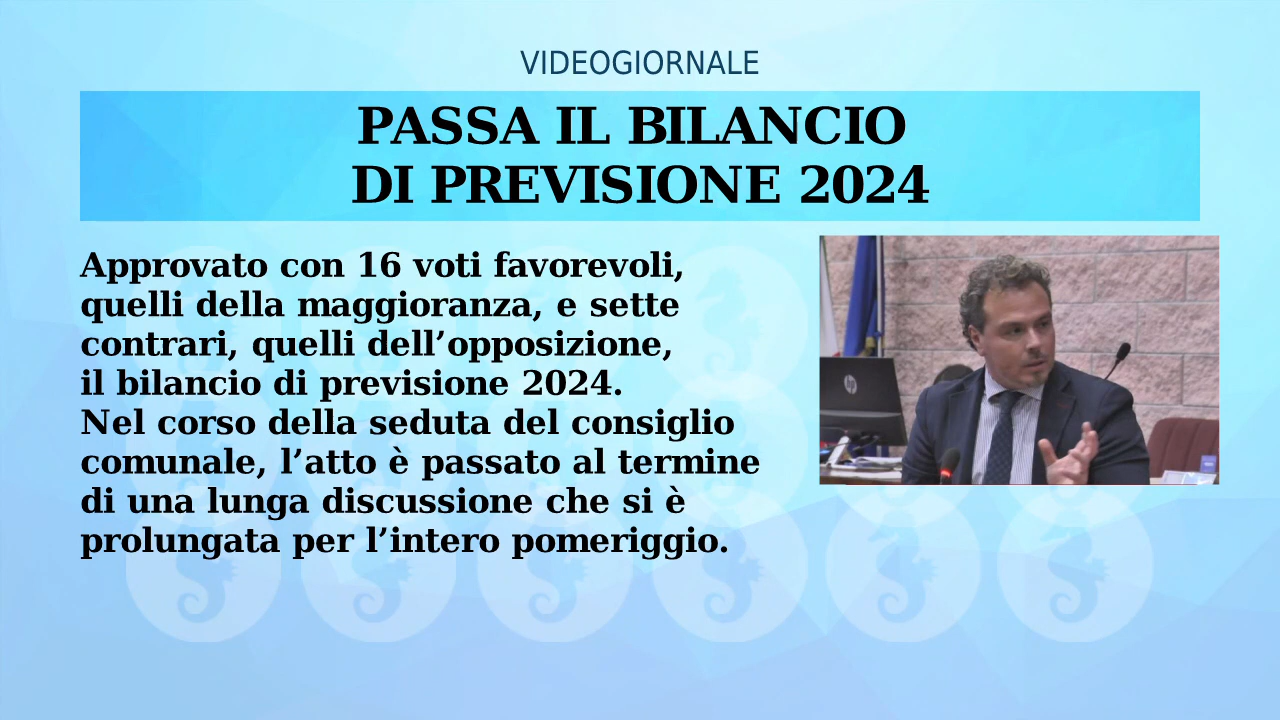 VIDEOGIORNALE
PASSA IL BILANCIO
DI PREVISIONE 2024
Approvato con 16 voti favorevoli,
quelli della maggioranza, e sette
contrari, quelli dell’opposizione,
il bilancio di previsione 2024.
Nel corso della seduta del consiglio
comunale, l’atto è passato al termine
di una lunga discussione che si è
prolungata per l’intero pomeriggio.
hp